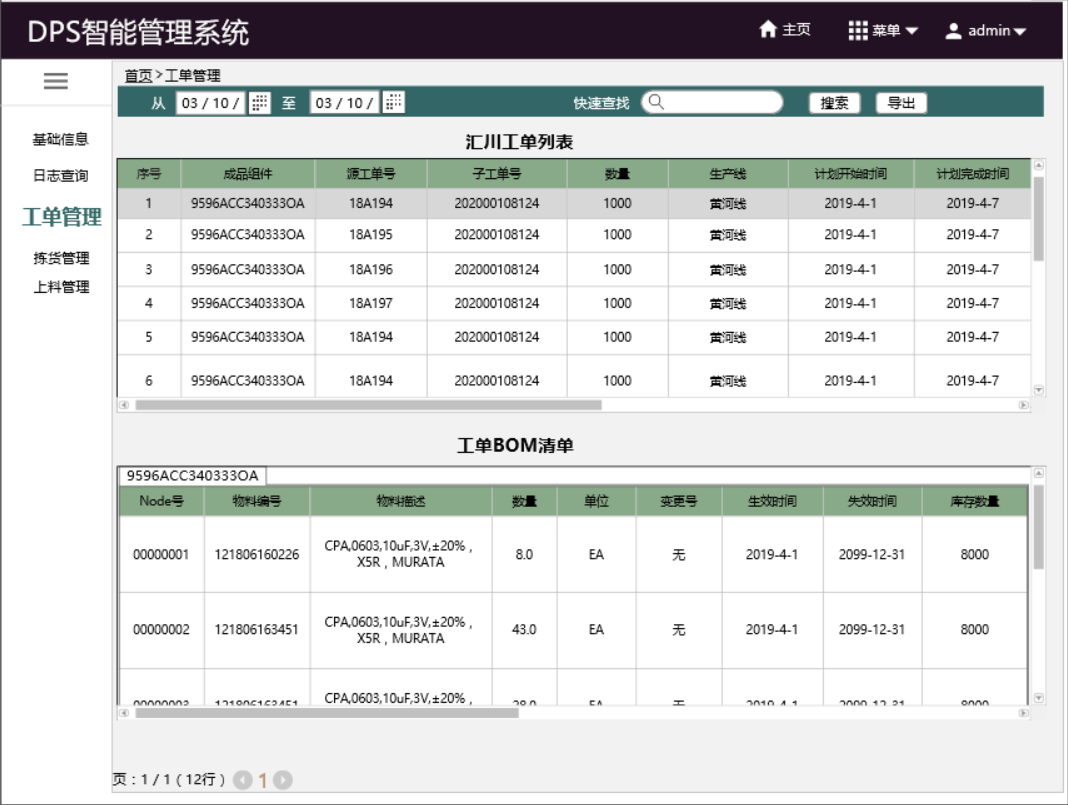 DPS智能管理系统
主页
菜单
admin
首页>工单管理
从 03 / 10 / 至 03 / 10 / 快速查找 搜索 导出
基础信息
日志查询
工单管理
拣货管理
上料管理
汇川工单列表
序号 成品组件 源工单号 子工单号 数量 生产线 计划开始时间 计划完成时间
1 9596ACC340333OA 18A194 202000108124 1000 黄河线 2019-4-1 2019-4-7
2 9596ACC340333OA 18A195 202000108124 1000 黄河线 2019-4-1 2019-4-7
3 9596ACC340333OA 18A196 202000108124 1000 黄河线 2019-4-1 2019-4-7
4 9596ACC340333OA 18A197 202000108124 1000 黄河线 2019-4-1 2019-4-7
5 9596ACC340333OA 18A194 202000108124 1000 黄河线 2019-4-1 2019-4-7
6 9596ACC340333OA 18A194 202000108124 1000 黄河线 2019-4-1 2019-4-7
工单BOM清单
9596ACC340333OA
Node号 物料编号 物料描述 数量 单位 变更号 生效时间 失效时间 库存数量
00000001 121806160226 CPA,0603,10uF,3V,±20%，X5R，MURATA 8.0 EA 无 2019-4-1 2099-12-31 8000
00000002 121806163451 CPA,0603,10uF,3V,±20%，X5R，MURATA 43.0 EA 无 2019-4-1 2099-12-31 8000
00000003 121806163451 CPA,0603,10uF,3V,±20%， EA 无 2019-4-1 2099-12-31 8000
页：1 / 1（12行） 1